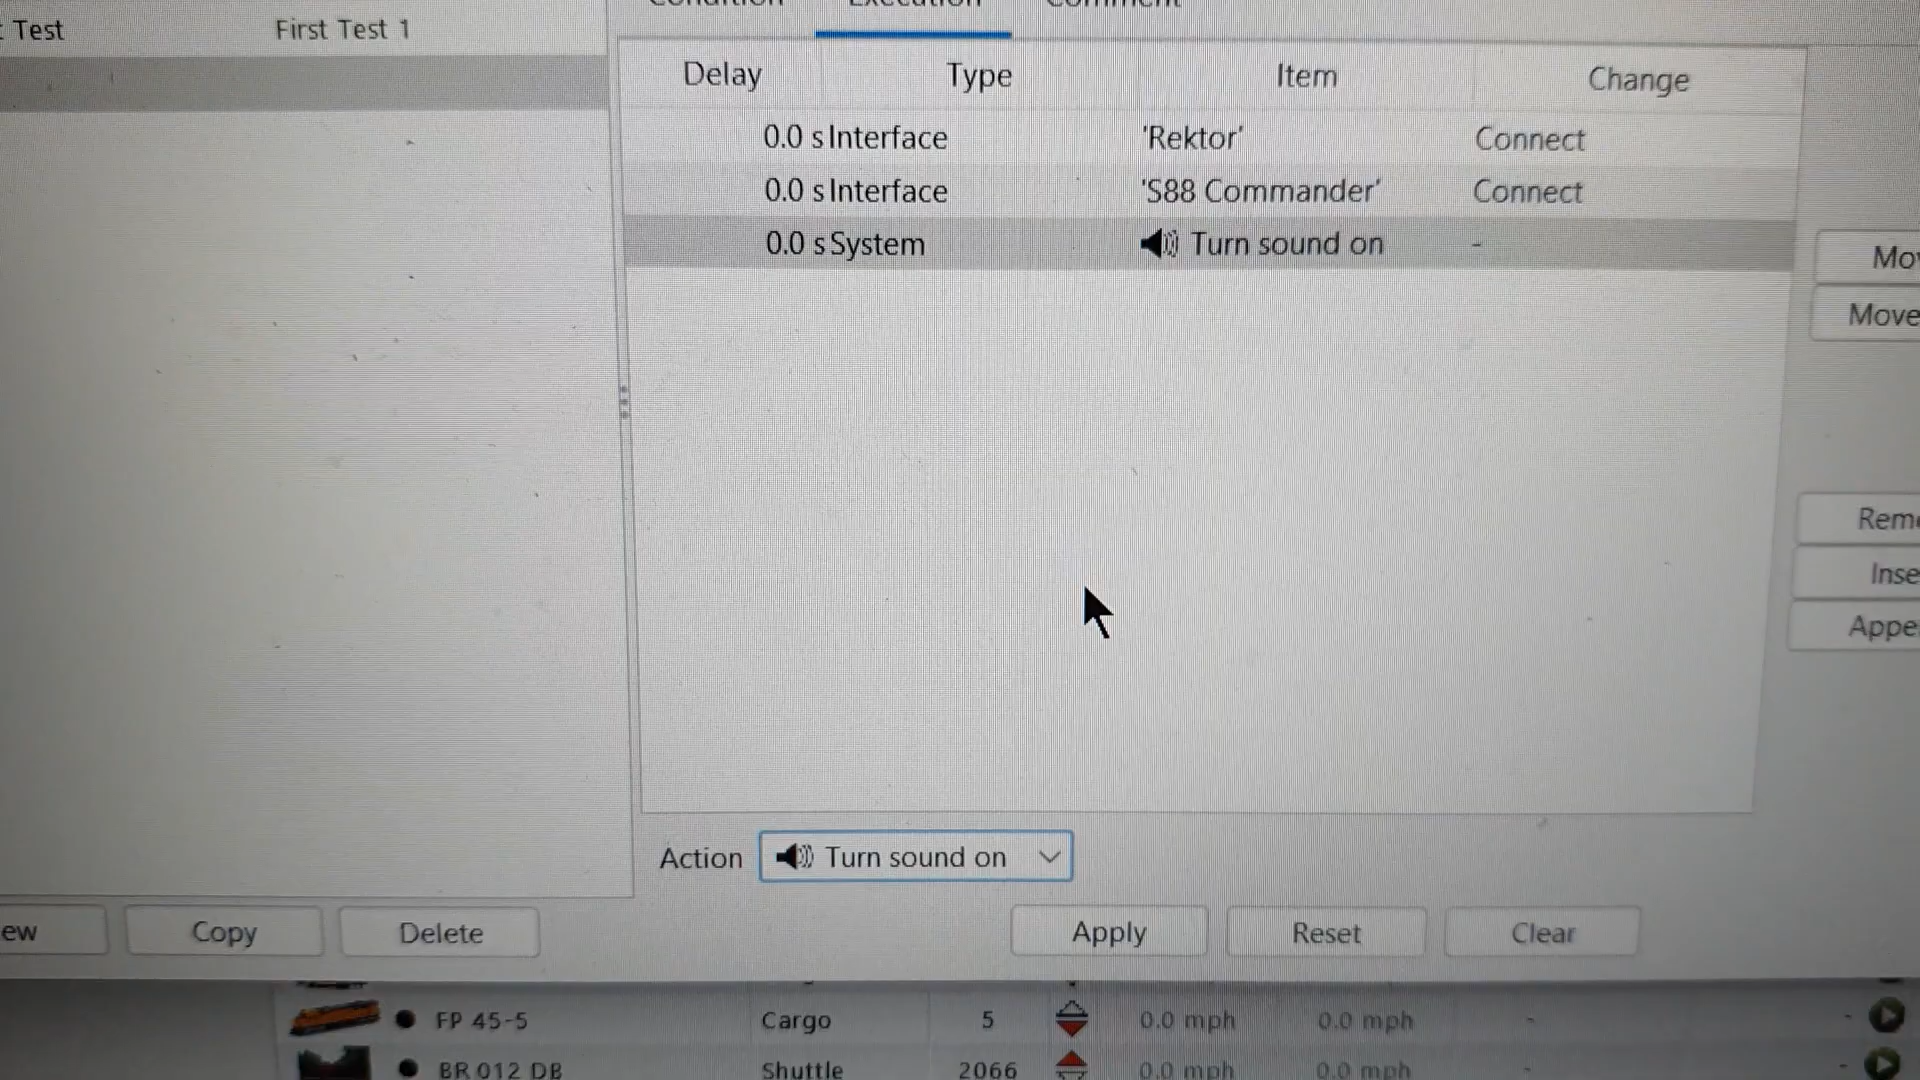 Test First Test 1
Condition Execution Comment
Delay Type Item Change
0.0 s Interface 'Rektor' Connect
0.0 s Interface 'S88 Commander' Connect
0.0 s System Turn sound on -
Mo
Move
Rem
Inse
Appe
Action Turn sound on
ew Copy Delete Apply Reset Clear
FP 45-5 Cargo 5 0.0 mph 0.0 mph - -
BR 012 DB Shuttle 2066 0.0 mph 0.0 mph - -